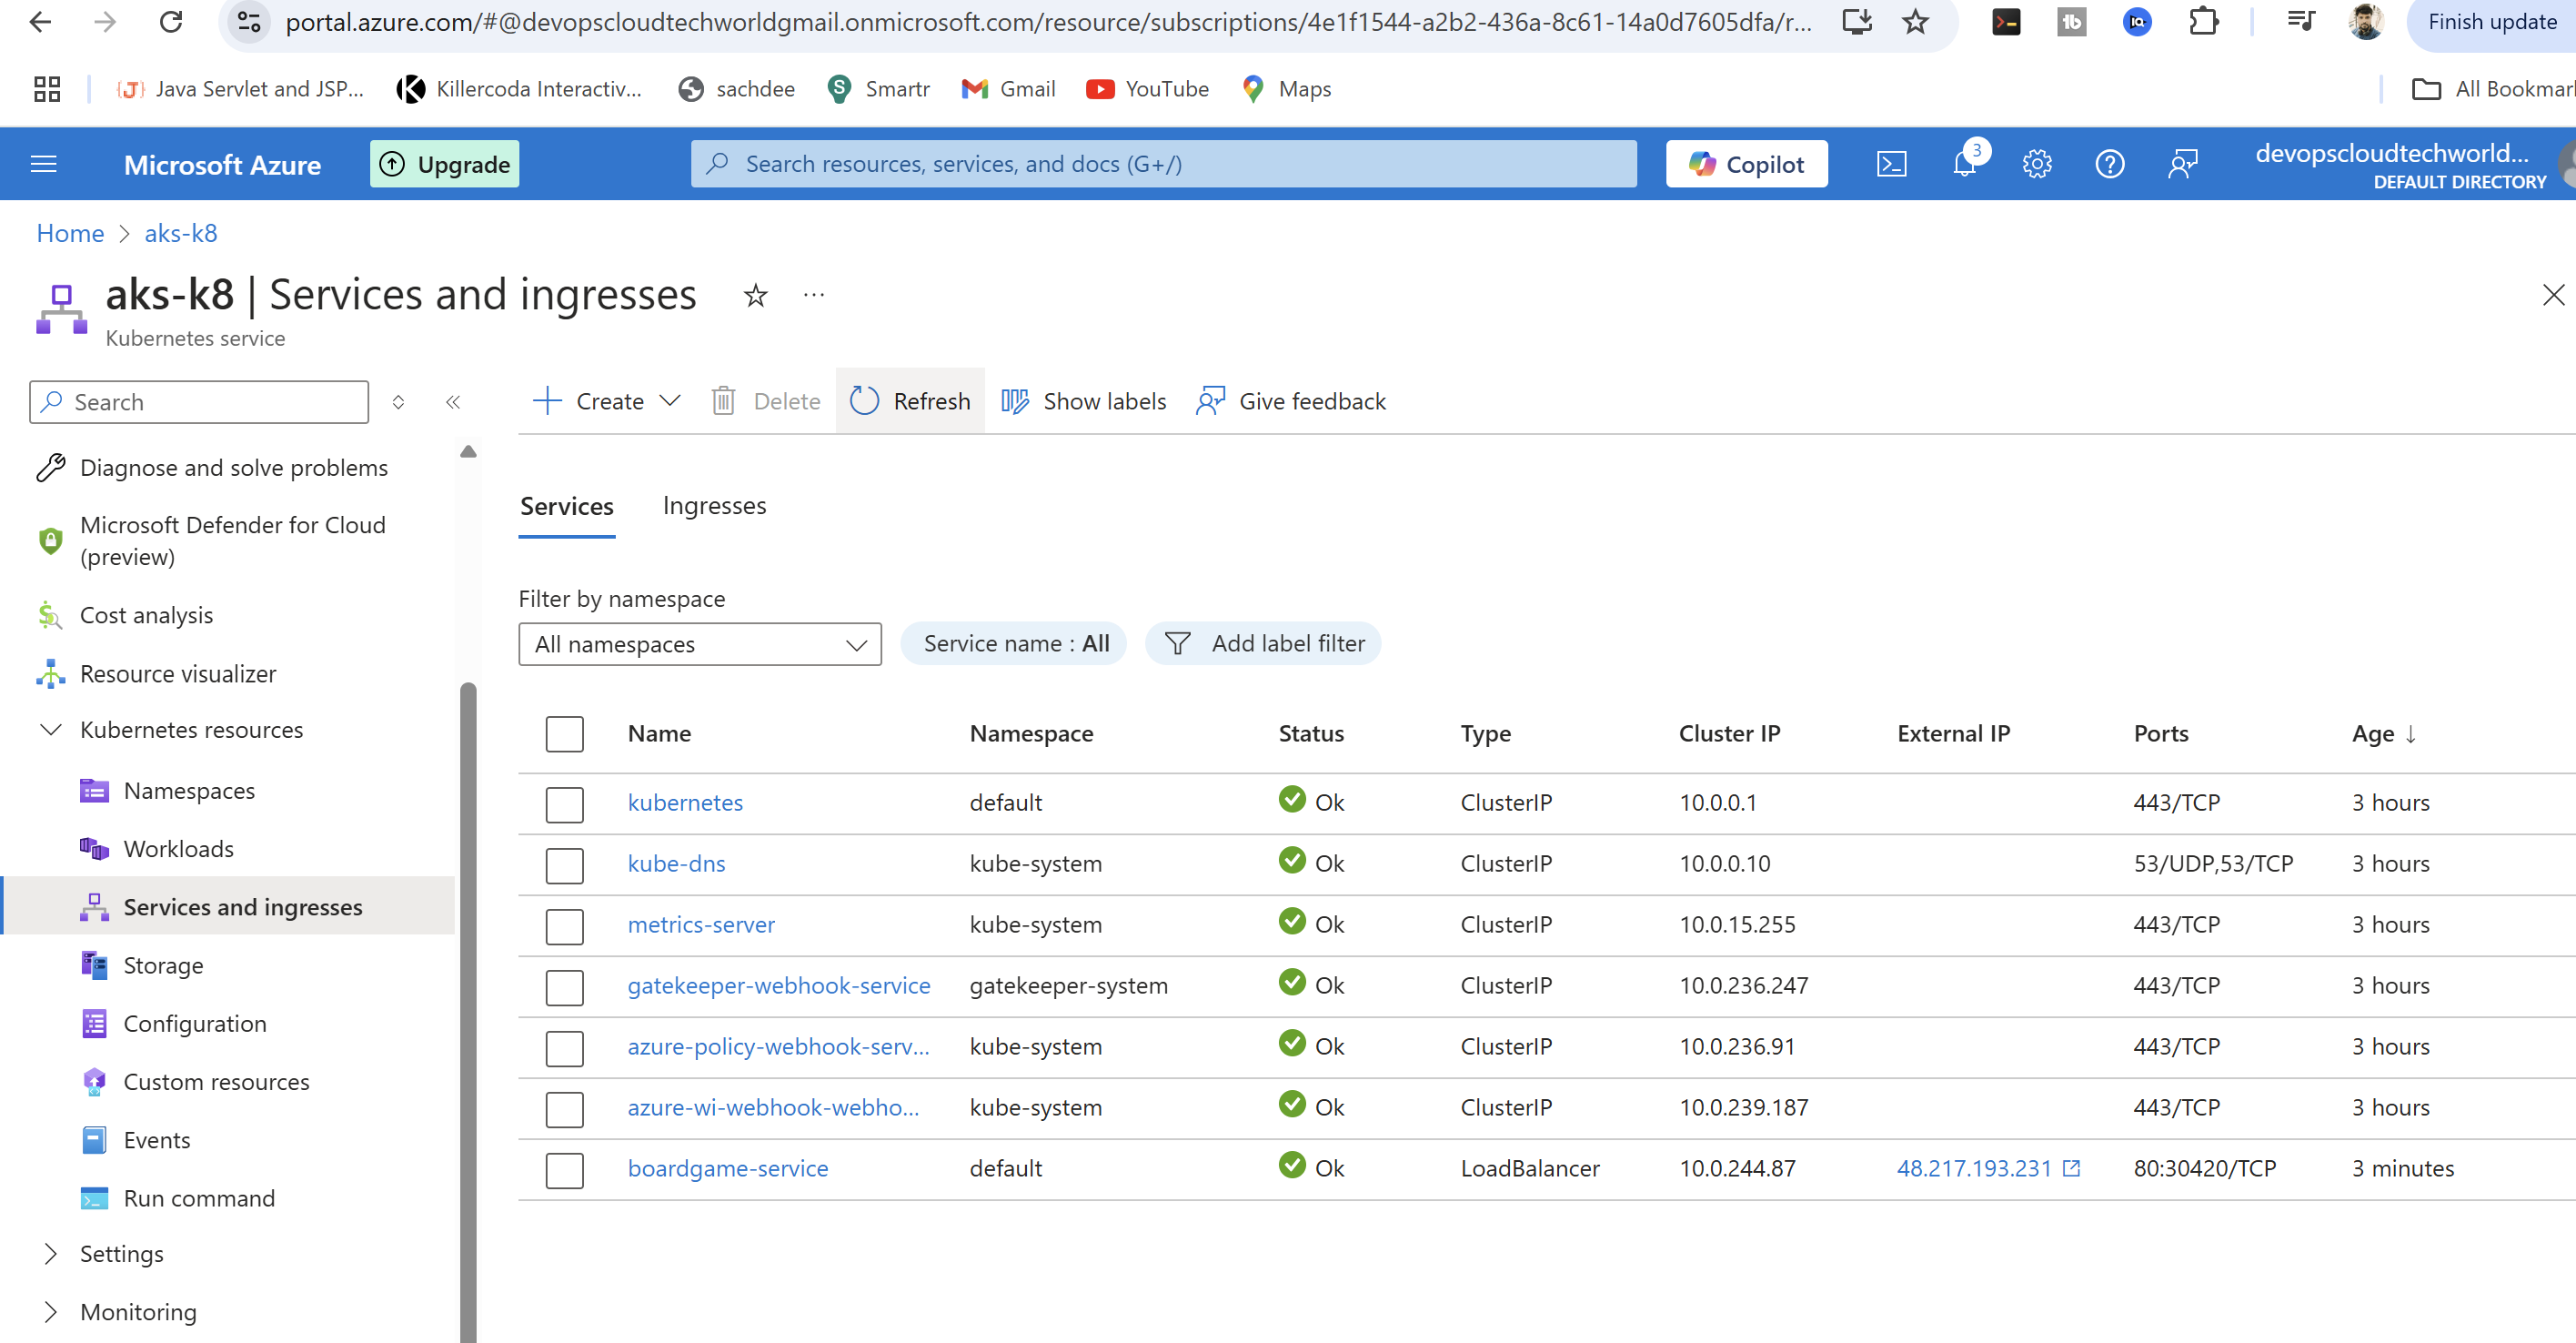 portal.azure.com/#@devopscloudtechworldgmail.onmicrosoft.com/resource/subscriptions/4e1f1544-a2b2-436a-8c61-14a0d7605dfa/r...
Finish update
Java Servlet and JSP...
Killercoda Interactiv...
sachdee
Smartr
Gmail
YouTube
Maps
All Bookmar
Microsoft Azure
Upgrade
Search resources, services, and docs (G+/)
Copilot
3
devopscloudtechworld...
DEFAULT DIRECTORY
Home > aks-k8
aks-k8 | Services and ingresses
Kubernetes service
Search
Create
Delete
Refresh
Show labels
Give feedback
Diagnose and solve problems
Microsoft Defender for Cloud
(preview)
Cost analysis
Resource visualizer
Kubernetes resources
Namespaces
Workloads
Services and ingresses
Storage
Configuration
Custom resources
Events
Run command
Settings
Monitoring
Services
Ingresses
Filter by namespace
All namespaces
Service name : All
Add label filter
Name Namespace Status Type Cluster IP External IP Ports Age ↓
kubernetes default Ok ClusterIP 10.0.0.1 443/TCP 3 hours
kube-dns kube-system Ok ClusterIP 10.0.0.10 53/UDP,53/TCP 3 hours
metrics-server kube-system Ok ClusterIP 10.0.15.255 443/TCP 3 hours
gatekeeper-webhook-service gatekeeper-system Ok ClusterIP 10.0.236.247 443/TCP 3 hours
azure-policy-webhook-serv... kube-system Ok ClusterIP 10.0.236.91 443/TCP 3 hours
azure-wi-webhook-webho... kube-system Ok ClusterIP 10.0.239.187 443/TCP 3 hours
boardgame-service default Ok LoadBalancer 10.0.244.87 48.217.193.231 80:30420/TCP 3 minutes